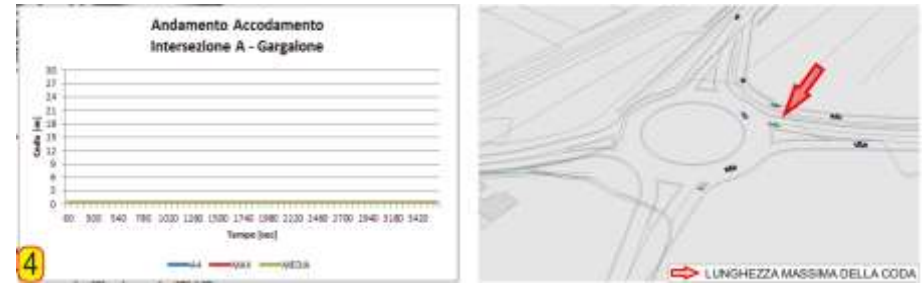 Andamento Accodamento
Intersezione A - Gargalone
Coda [m]
30
27
24
21
18
15
12
9
6
3
0
60 300 540 780 1020 1260 1500 1740 1980 2220 2460 2700 2940 3180 3420
Tempo [sec]
A4 MAX MEDIA
4
LUNGHEZZA MASSIMA DELLA CODA